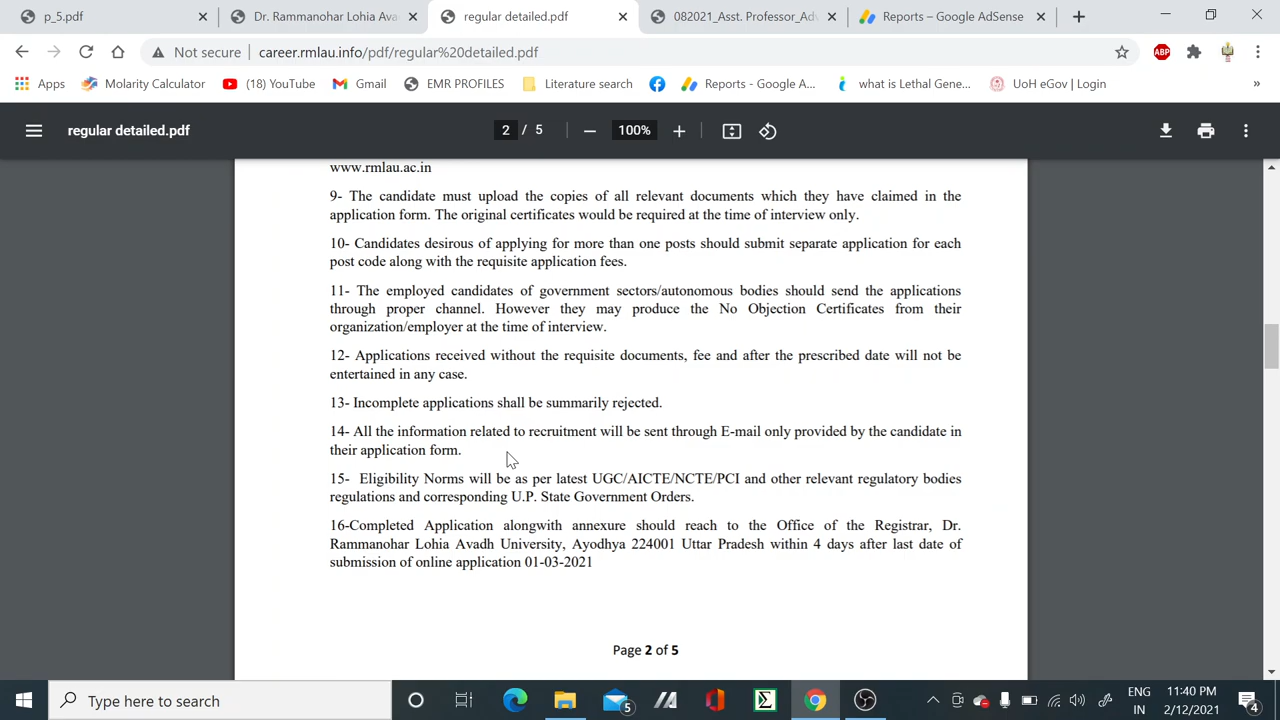 p_5.pdf
Dr. Rammanohar Lohia Ava
regular detailed.pdf
082021_Asst. Professor_Adv
Reports – Google AdSense
Not secure
career.rmlau.info/pdf/regular%20detailed.pdf
ABP
Apps
Molarity Calculator
(18) YouTube
Gmail
EMR PROFILES
Literature search
Reports - Google A...
what is Lethal Gene...
UoH eGov | Login
»
regular detailed.pdf
2 / 5
100%
www.rmlau.ac.in
9- The candidate must upload the copies of all relevant documents which they have claimed in the
application form. The original certificates would be required at the time of interview only.
10- Candidates desirous of applying for more than one posts should submit separate application for each
post code along with the requisite application fees.
11- The employed candidates of government sectors/autonomous bodies should send the applications
through proper channel. However they may produce the No Objection Certificates from their
organization/employer at the time of interview.
12- Applications received without the requisite documents, fee and after the prescribed date will not be
entertained in any case.
13- Incomplete applications shall be summarily rejected.
14- All the information related to recruitment will be sent through E-mail only provided by the candidate in
their application form.
15- Eligibility Norms will be as per latest UGC/AICTE/NCTE/PCI and other relevant regulatory bodies
regulations and corresponding U.P. State Government Orders.
16-Completed Application alongwith annexure should reach to the Office of the Registrar, Dr.
Rammanohar Lohia Avadh University, Ayodhya 224001 Uttar Pradesh within 4 days after last date of
submission of online application 01-03-2021
Page 2 of 5
Type here to search
5
ENG
IN
11:40 PM
2/12/2021
4